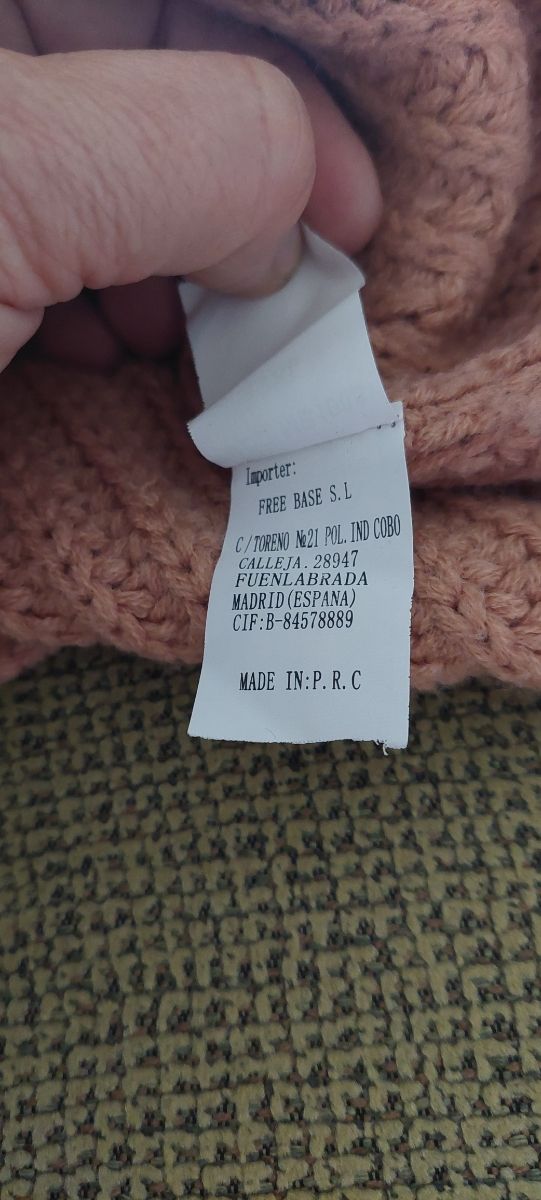 Importer:
FREE BASE S.L
C/TORENO №21 POL. IND COBO
CALLEJA. 28947
FUENLABRADA
MADRID(ESPANA)
CIF:B-84578889
MADE IN:P.R.C